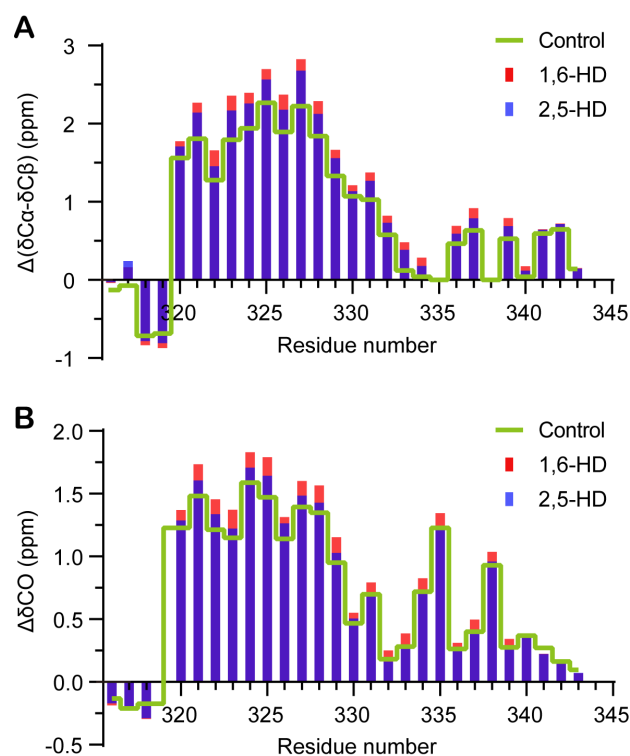 A
Δ(δCα-δCβ) (ppm)
3
2
1
0
-1
Control
1,6-HD
2,5-HD
320 325 330 335 340 345
Residue number
B
ΔδCO (ppm)
2.0
1.5
1.0
0.5
0.0
-0.5
Control
1,6-HD
2,5-HD
320 325 330 335 340 345
Residue number